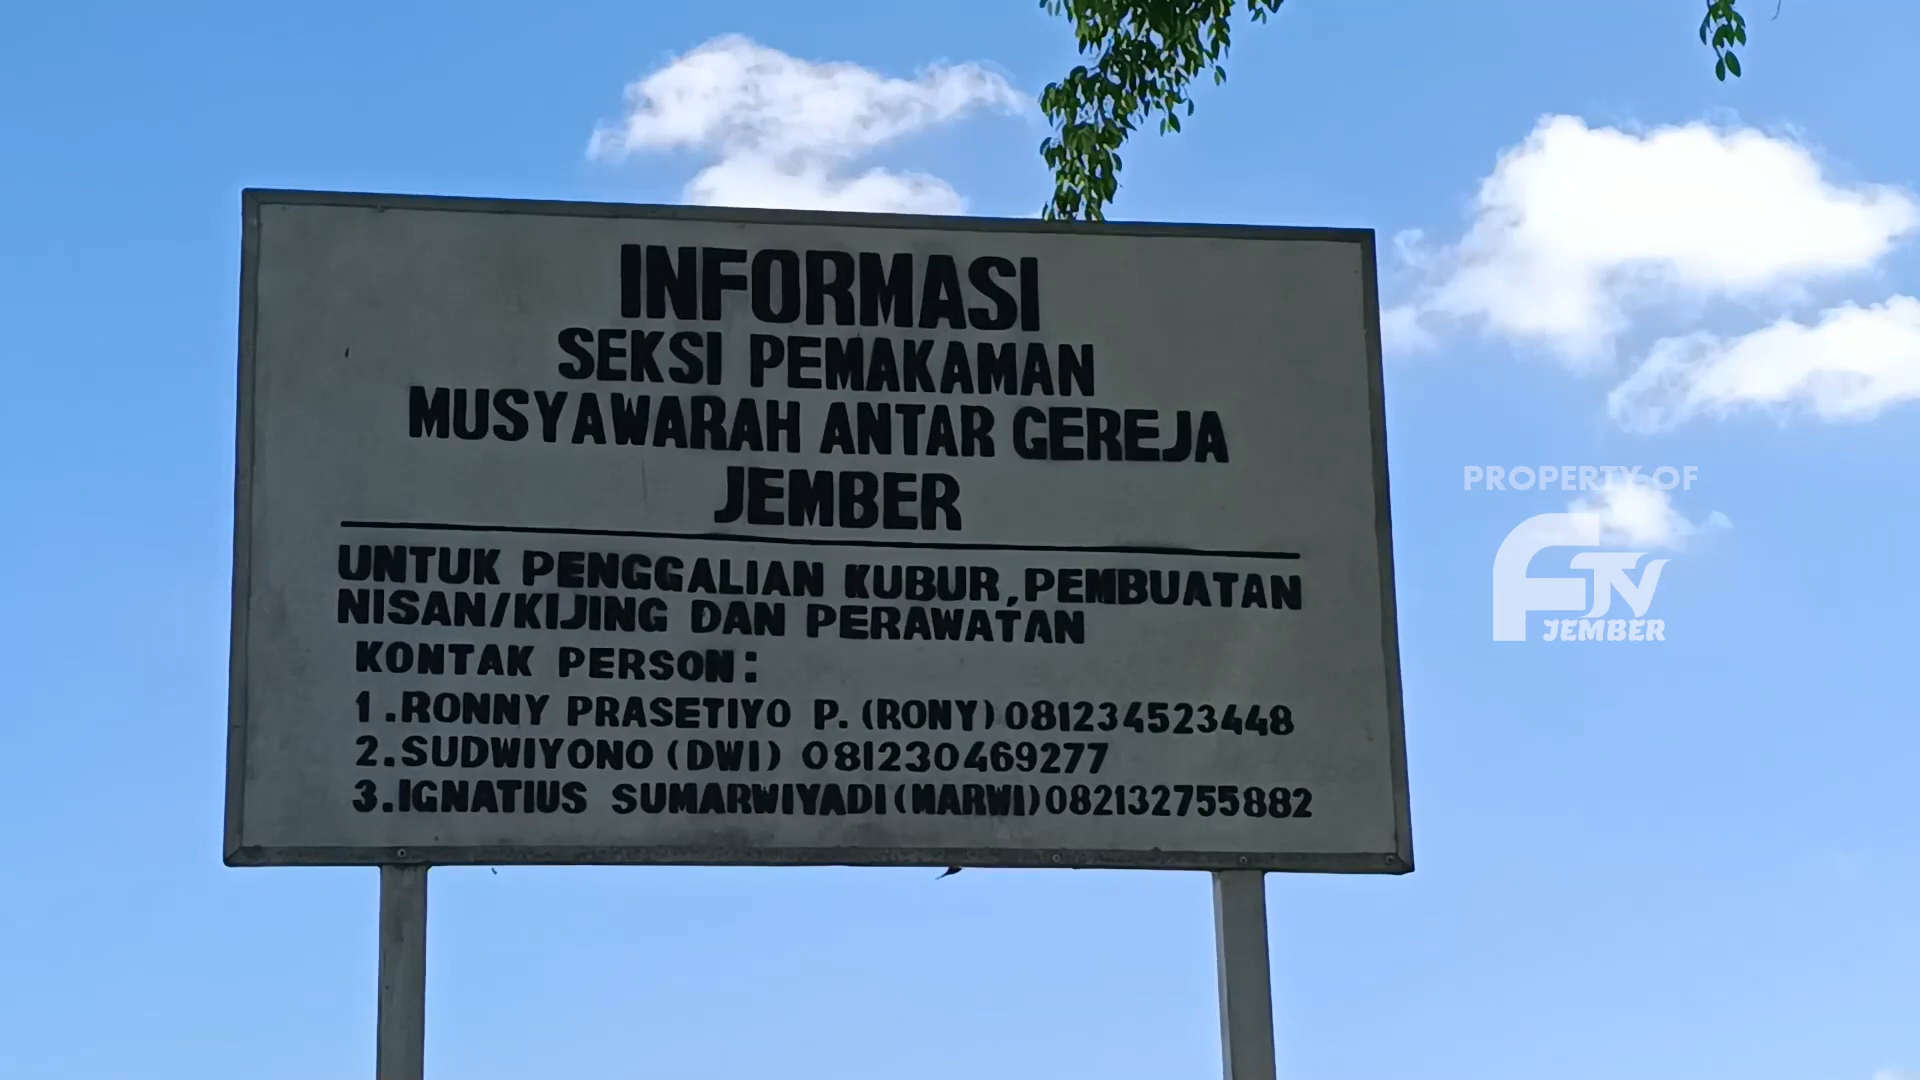 INFORMASI
SEKSI PEMAKAMAN
MUSYAWARAH ANTAR GEREJA
JEMBER
UNTUK PENGGALIAN KUBUR, PEMBUATAN
NISAN/KIJING DAN PERAWATAN
KONTAK PERSON:
1. RONNY PRASETIYO P. (RONY) 081234523448
2. SUDWIYONO (DWI) 081230469277
3. IGNATIUS SUMARWIYADI (MARWI) 082132755882
PROPERTY OF
FTV
JEMBER